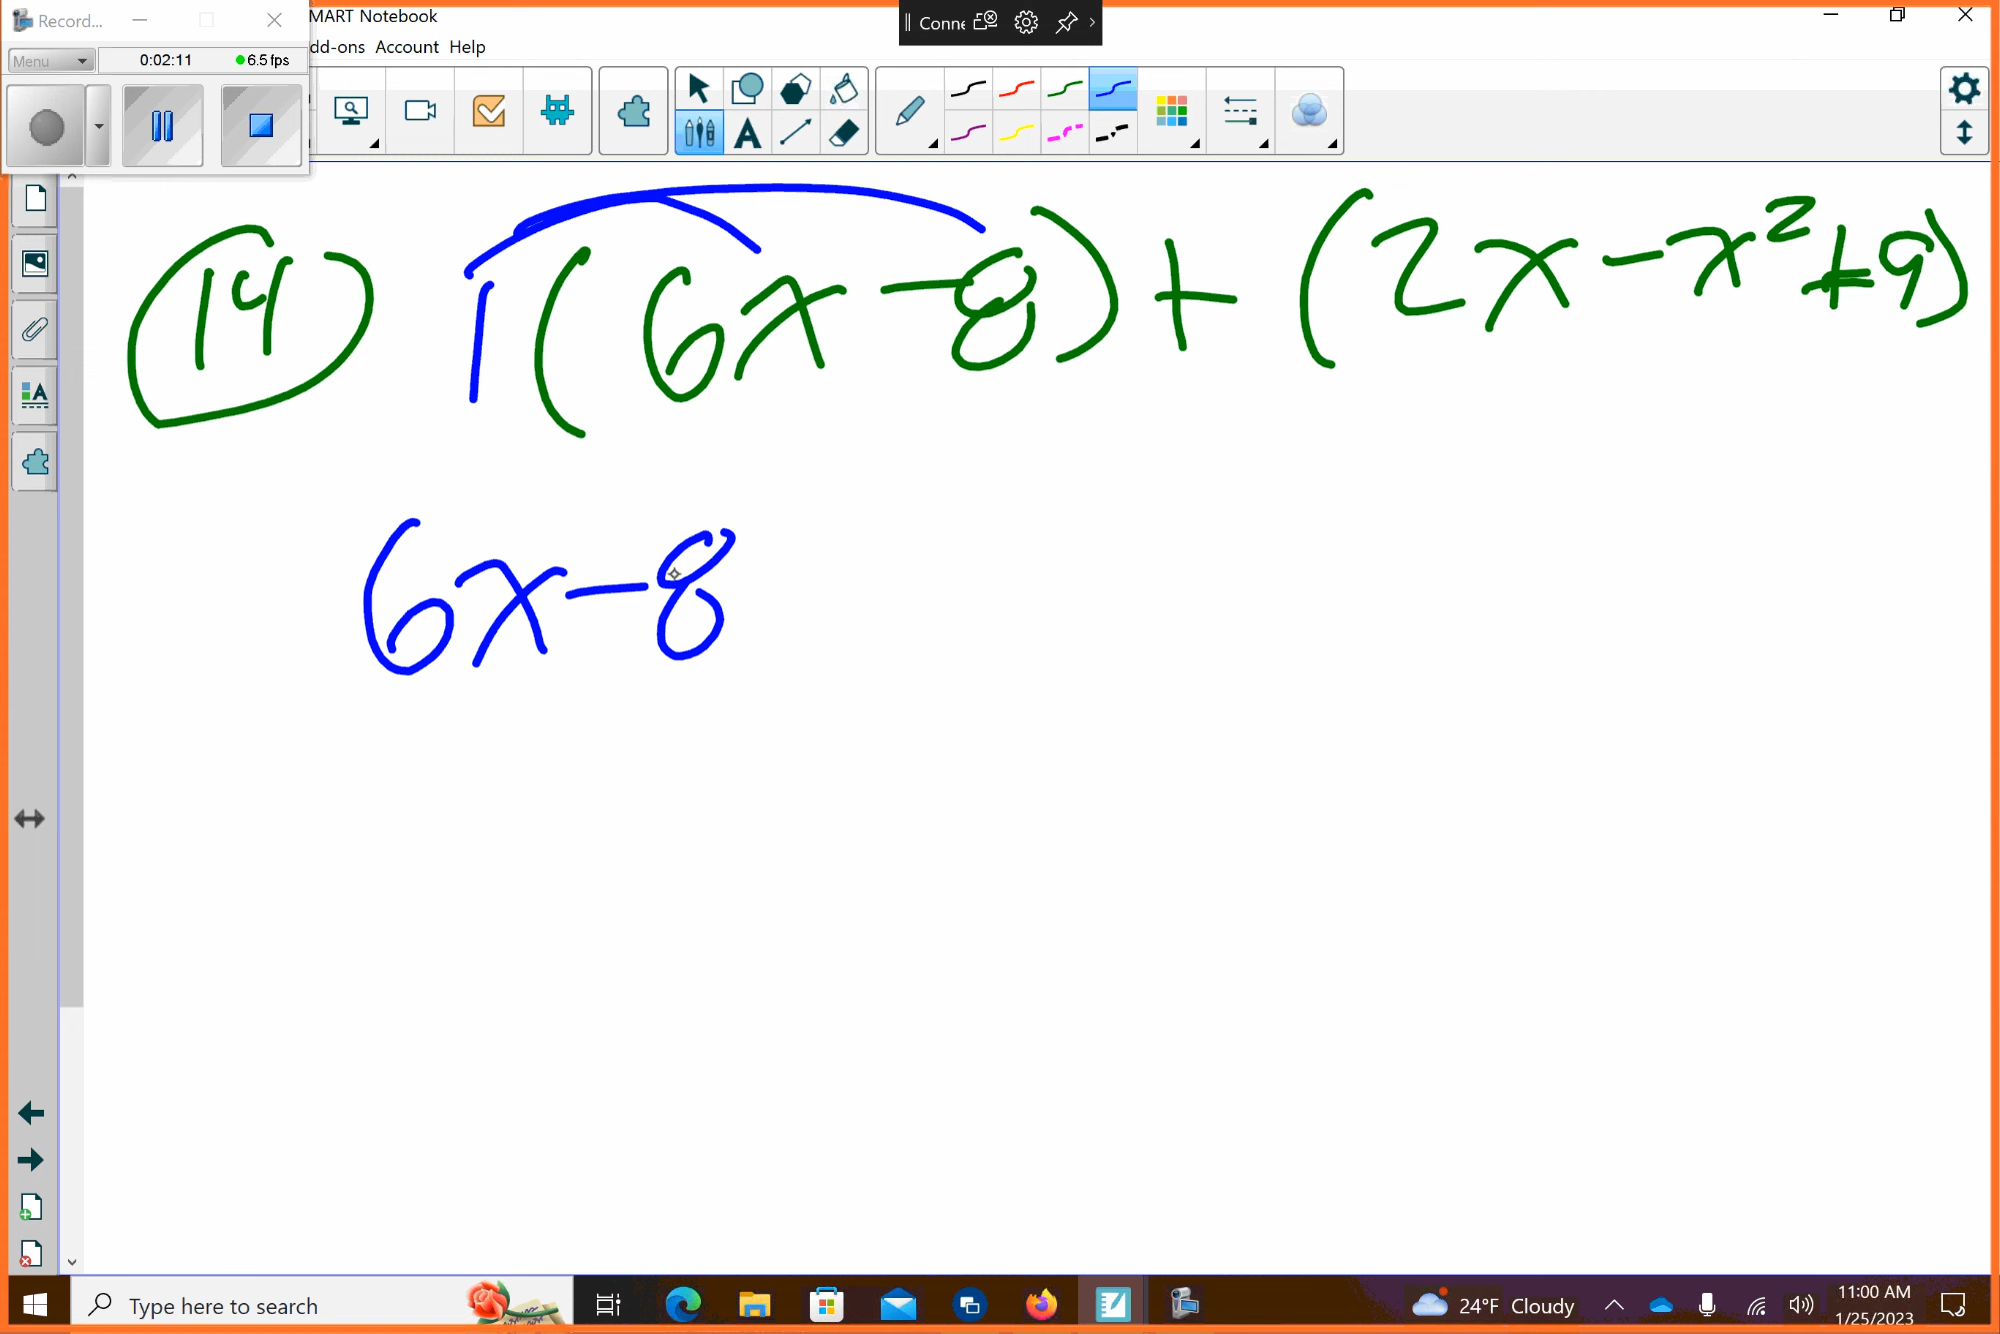 Record...
MART Notebook
Conne
Menu
0:02:11
6.5 fps
dd-ons Account Help
14 1(6x-8)+(2x-x²+9)
6x-8
Type here to search
24°F Cloudy
11:00 AM
1/25/2023